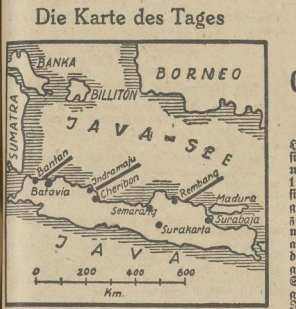 Die Karte des Tages
BANKA
BORNEO
BILLITON
SUMATRA
JAVA-SEE
Bantan
Indramaju
Batavia
Cheribon
Rembang
Madura
Semarang
Surabaja
Surakarta
JAVA
0 200 400 600
Km.